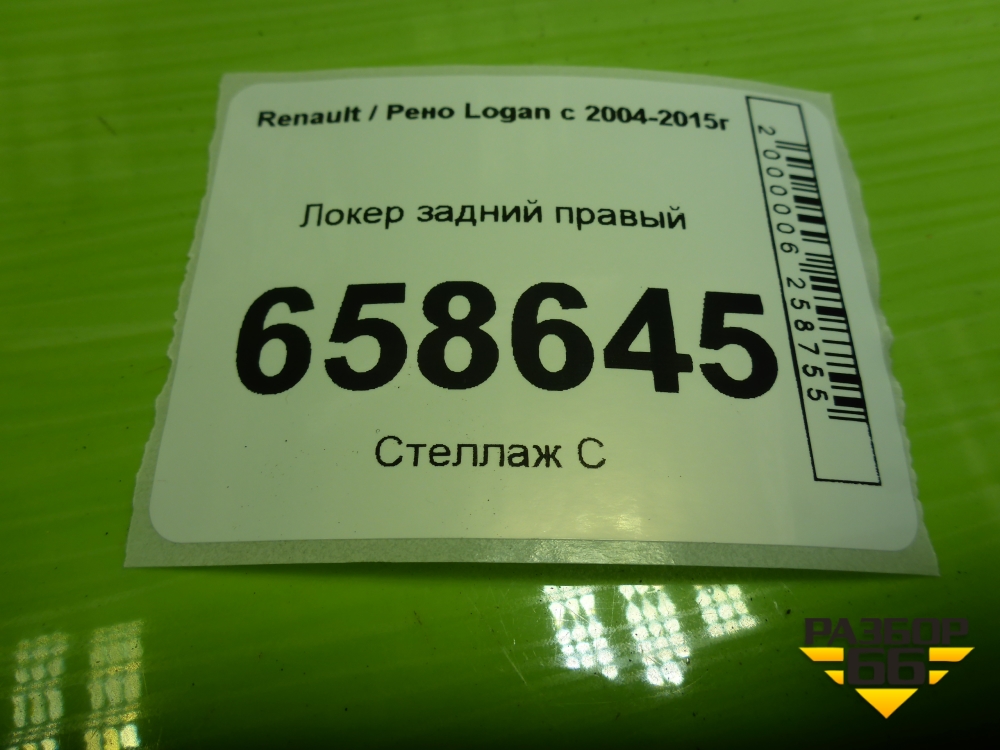 Renault / Рено Logan с 2004-2015г
Локер задний правый
658645
Стеллаж С
2000006258755
РАЗБОР
66